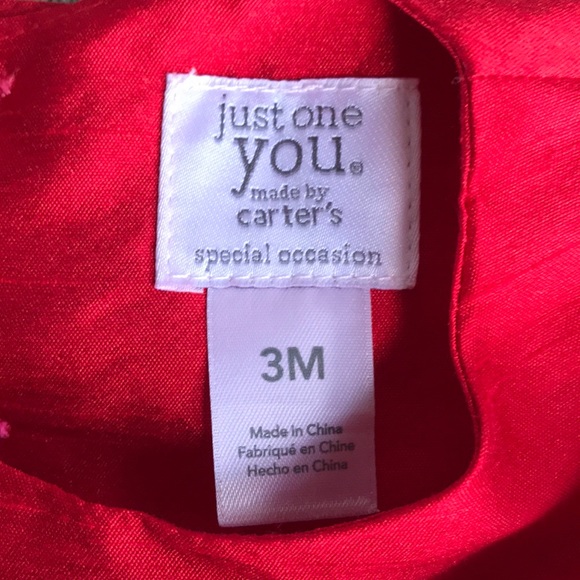 just one
you®
made by
carter's
special occasion
3M
Made in China
Fabriqué en Chine
Hecho en China